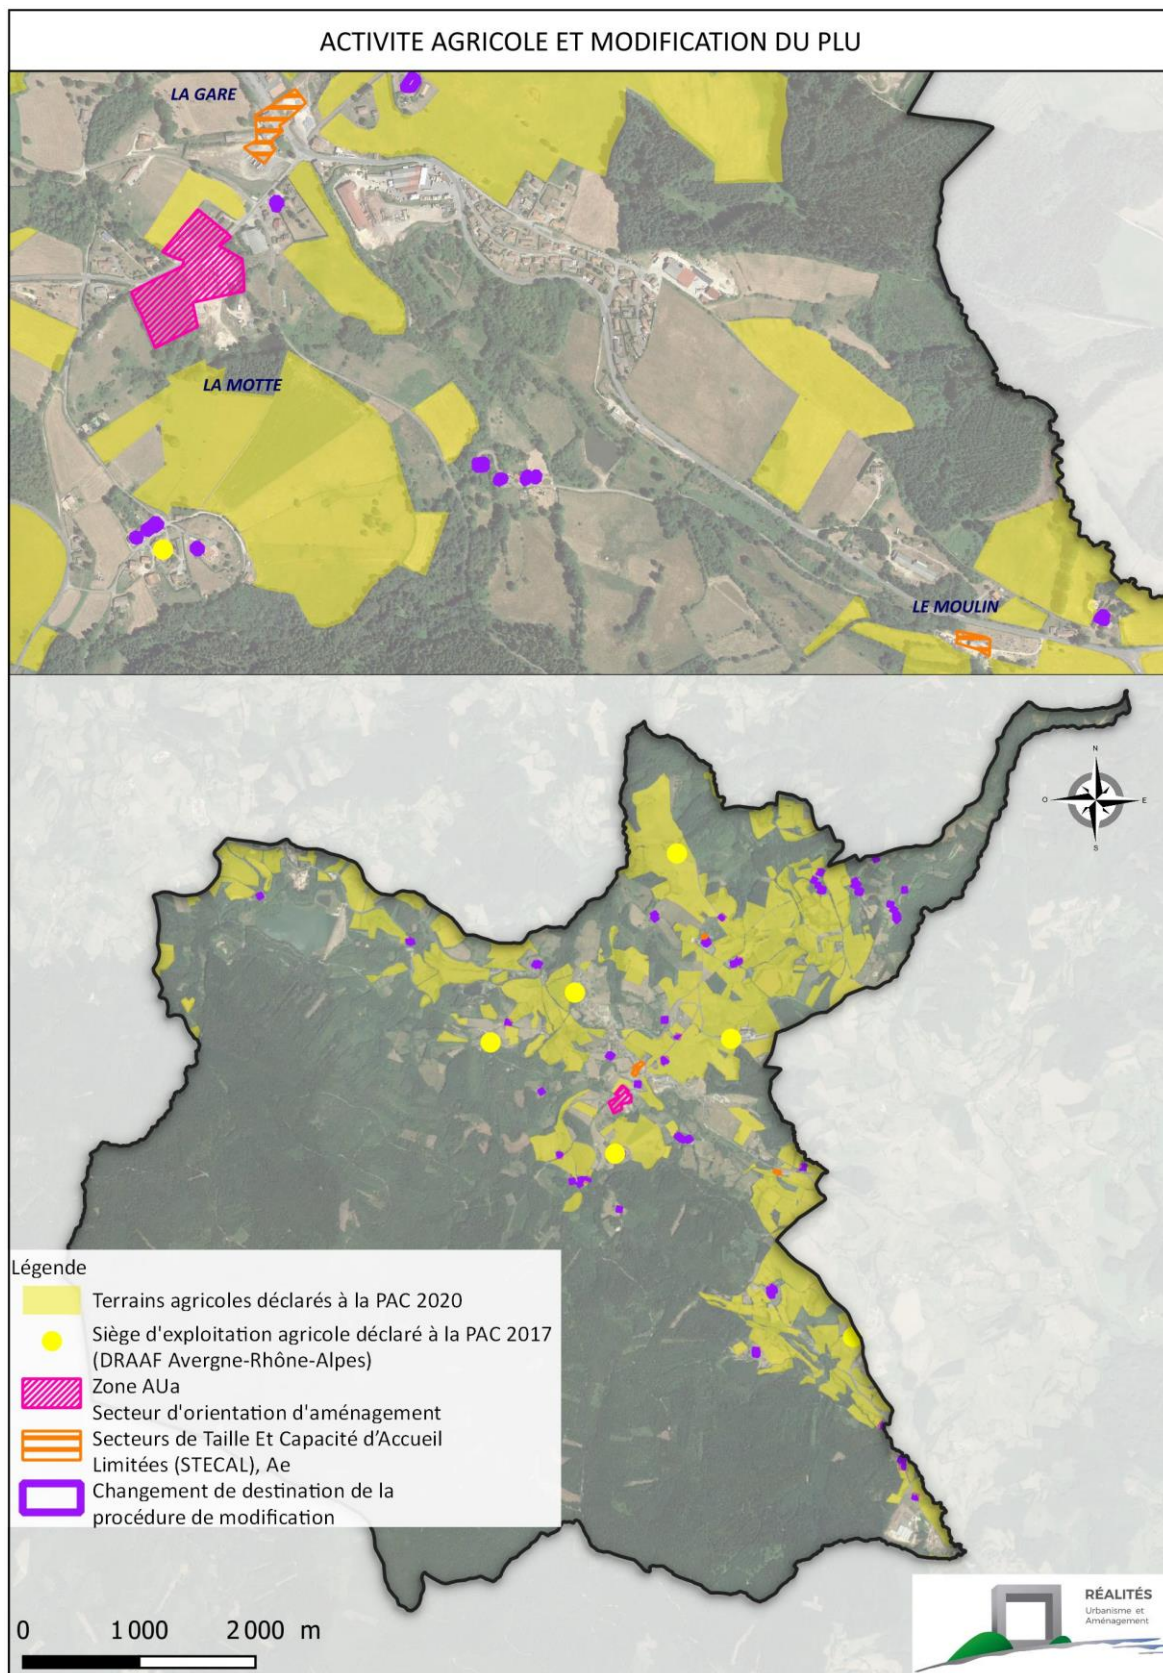 ACTIVITE AGRICOLE ET MODIFICATION DU PLU
LA GARE
LA MOTTE
LE MOULIN
N
O
E
S
Légende
Terrains agricoles déclarés à la PAC 2020
Siège d'exploitation agricole déclaré à la PAC 2017
(DRAAF Avergne-Rhône-Alpes)
Zone AUa
Secteur d'orientation d'aménagement
Secteurs de Taille Et Capacité d'Accueil
Limitées (STECAL), Ae
Changement de destination de la
procédure de modification
0 1 000 2 000 m
RÉALITÉS
Urbanisme et
Aménagement